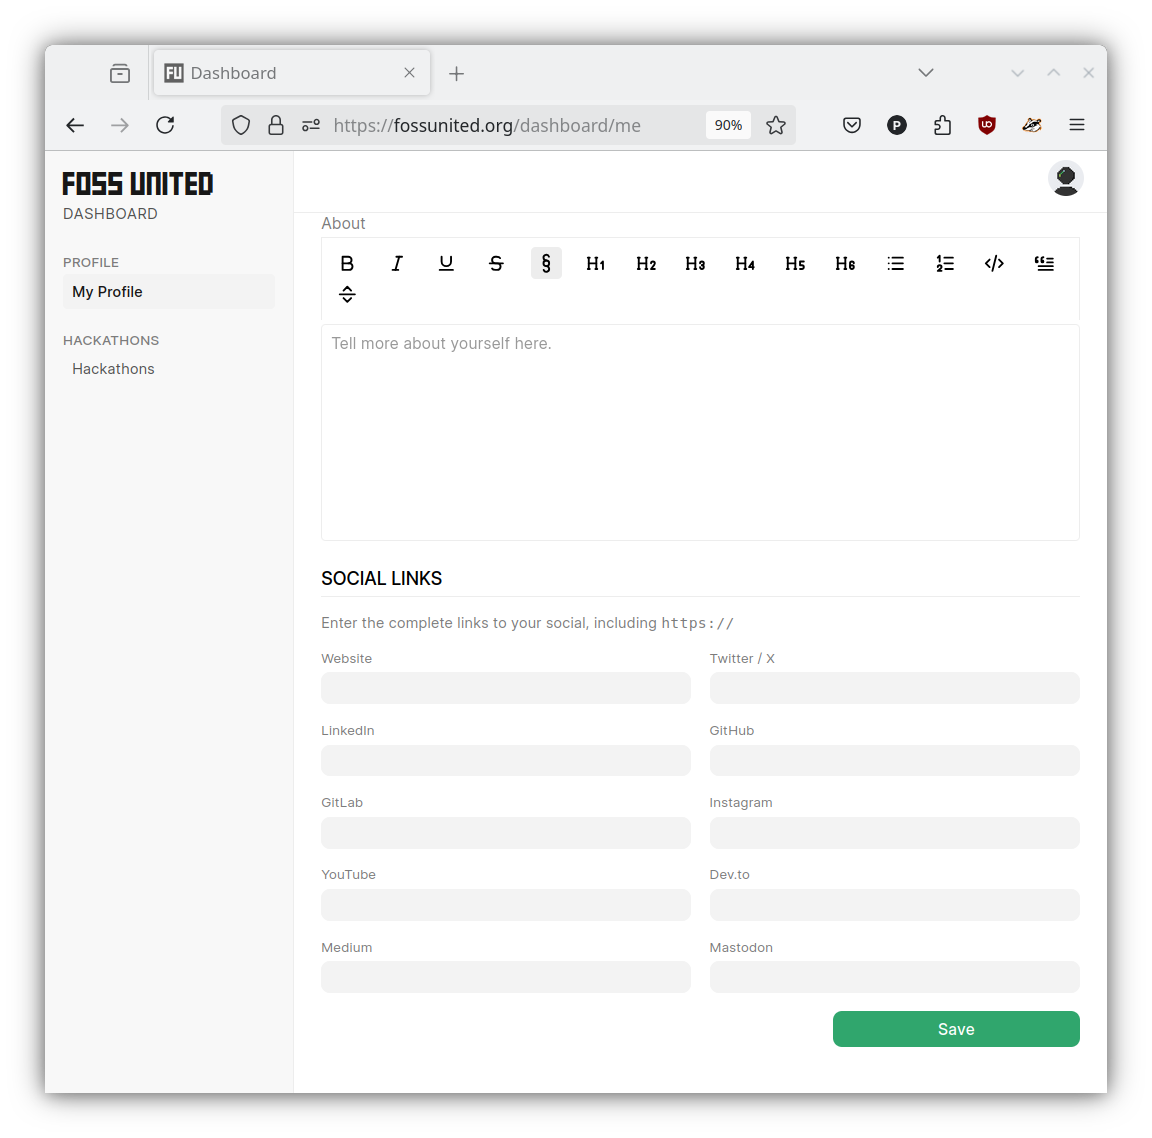 FU Dashboard
https://fossunited.org/dashboard/me 90%
FOSS UNITED
DASHBOARD
PROFILE
My Profile
HACKATHONS
Hackathons
About
B I U S § H1 H2 H3 H4 H5 H6
Tell more about yourself here.
SOCIAL LINKS
Enter the complete links to your social, including https://
Website Twitter / X
LinkedIn GitHub
GitLab Instagram
YouTube Dev.to
Medium Mastodon
Save